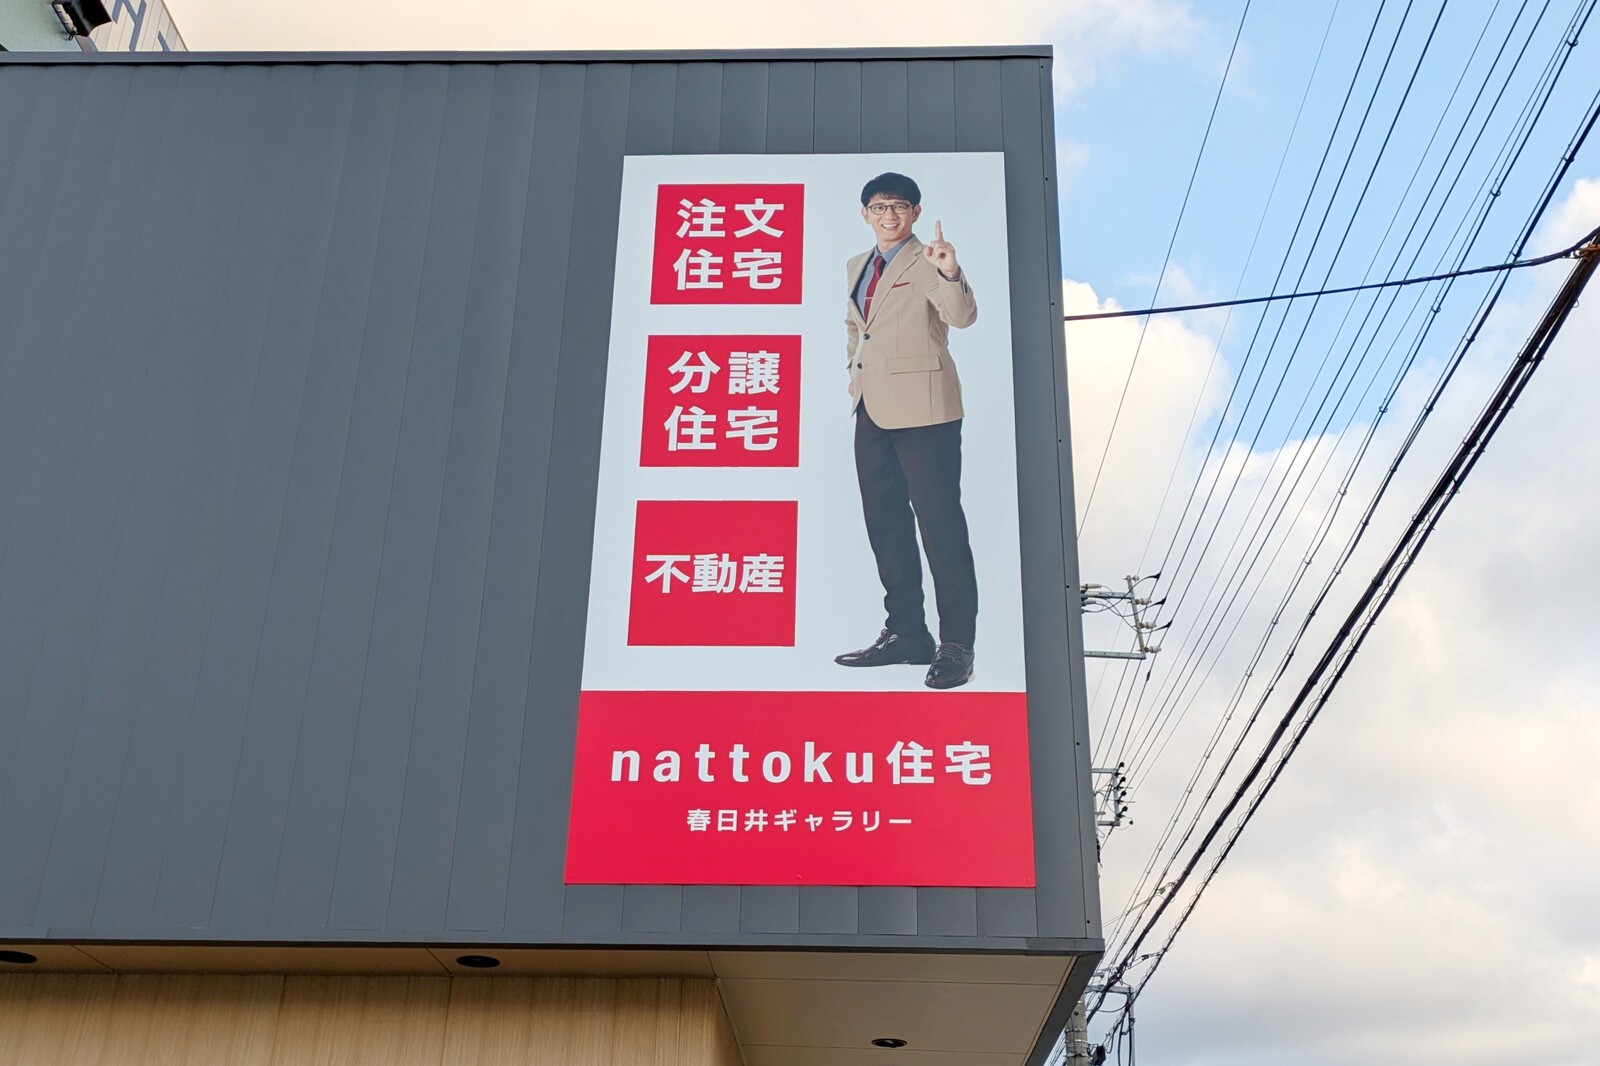 注文
住宅
分譲
住宅
不動産
nattoku住宅
春日井ギャラリー